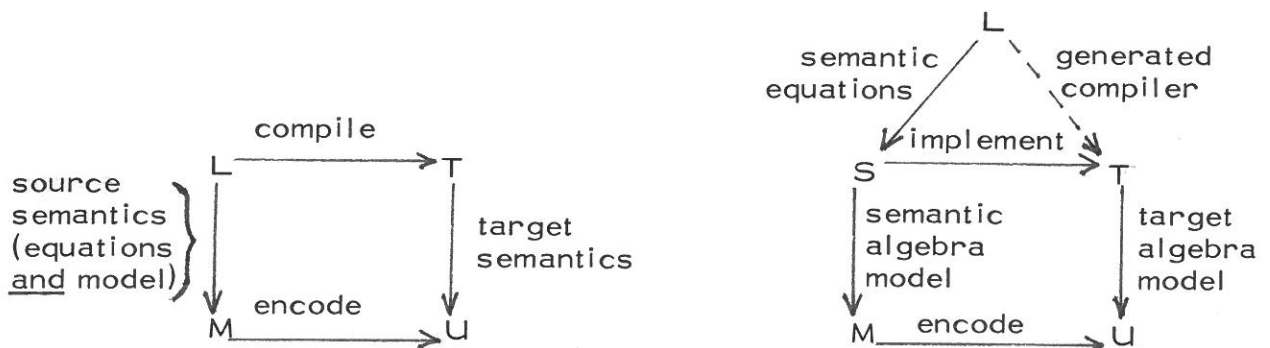 compile
L
T
source
semantics
(equations
and model)
target
semantics
encode
M
U
L
semantic
equations
generated
compiler
implement
S
T
semantic
algebra
model
target
algebra
model
M
encode
U